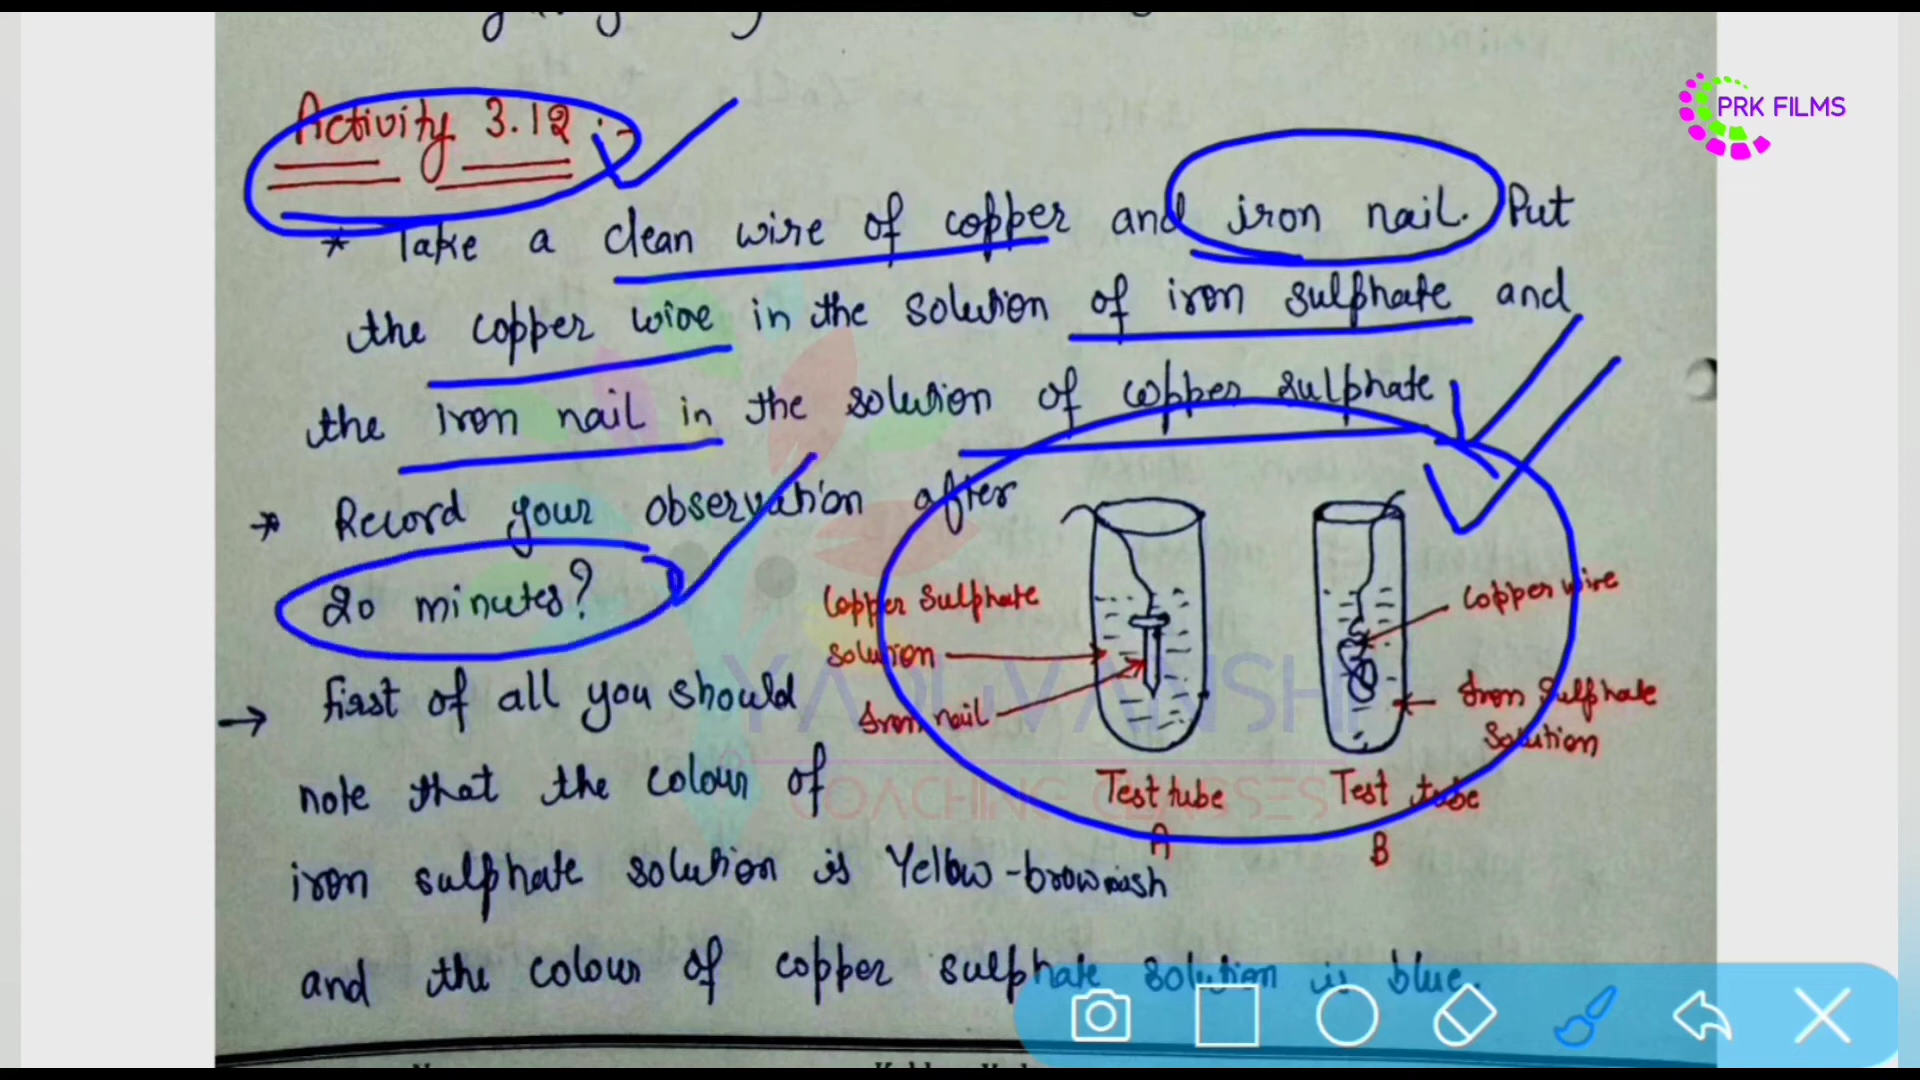 PRK FILMS
Activity 3.12 :-
* Take a clean wire of copper and iron nail. Put
the copper wire in the solution of iron sulphate and
the iron nail in the solution of copper sulphate
* Record your observation after
20 minutes?
Copper Sulphate
solution
Iron nail
Copper wire
Iron Sulphate
Solution
Test tube
A
Test tube
B
→ first of all you should
note that the colour of
iron sulphate solution is Yellow-brownish
and the colour of copper sulphate solution is blue.
YADUVANSHI
COACHING CLASSES